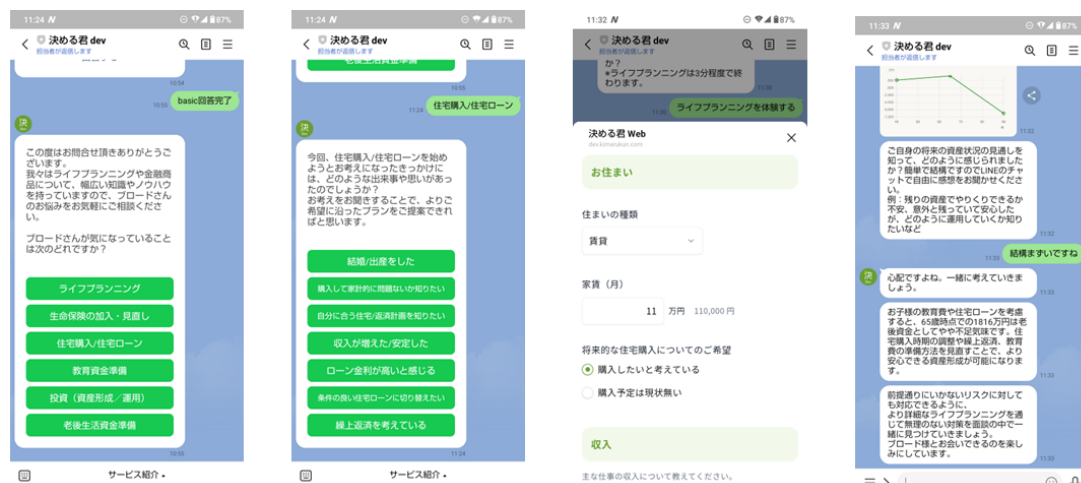 11:24 N
87%
決める君 dev
担当者が返信します
10:54
10:55
basic回答完了
決
この度はお問合せ頂きありがとうご
ざいます。
我々はライフプランニングや金融商
品について、幅広い知識やノウハウ
を持っていますので、ブロードさん
のお悩みをお気軽にご相談くださ
い。
ブロードさんが気になっていること
は次のどれですか?
ライフプランニング
生命保険の加入・見直し
住宅購入/住宅ローン
教育資金準備
投資(資産形成/運用)
老後生活資金準備
10:55
サービス紹介
11:24 N
87%
決める君 dev
担当者が返信します
老後生活資金準備
10:55
11:24
住宅購入/住宅ローン
決
今回、住宅購入/住宅ローンを始め
ようとお考えになったきっかけに
は、どのような出来事や思いがあっ
たのでしょうか?
お考えをお聞きすることで、よりご
希望に沿ったプランをご提案できれ
ばと思います。
結婚/出産をした
購入して家計的に問題ないか知りたい
自分に合う住宅/返済計画を知りたい
収入が増えた/安定した
ローン金利が高いと感じる
条件の良い住宅ローンに切り替えたい
繰上返済を考えている
11:24
サービス紹介
11:32 N
87%
決める君 dev
担当者が返信します
か?
*ライフプランニングは3分程度で終
わります。
11:30
11:30
ライフプランニングを体験する
決める君 Web
dev.kimerukun.com
お住まい
住まいの種類
賃貸
家賃(月)
11 万円 110,000 円
将来的な住宅購入についてのご希望
購入したいと考えている
購入予定は現状無い
収入
主な仕事の収入について教えてください。
11:33 N
87%
決める君 dev
担当者が返信します
11:32
ご自身の将来の資産状況の見通しを
知って、どのように感じられました
か?簡単で結構ですのでLINEのチャ
ットで自由に感想をお聞かせくださ
い。
例:残りの資産でやりくりできるか
不安、意外と残っていて安心した
が、どのように運用していくか知り
たいなど
11:32
11:33
結構まずいですね
決
心配ですよね。一緒に考えていきま
しょう。
11:33
お子様の教育費や住宅ローンを考慮
すると、65歳時点での1816万円は老
後資金としてやや不足気味です。住
宅購入時期の調整や繰上返済、教育
費の準備方法を見直すことで、より
安心できる資産形成が可能になりま
す。
11:33
前提通りにいかないリスクに対して
も対応できるように、
より詳細なライフプランニングを通
じて無理のない対策を面談の中で一
緒に見つけていきましょう。
ブロード様とお会いできるのを楽し
みにしています。
11:33